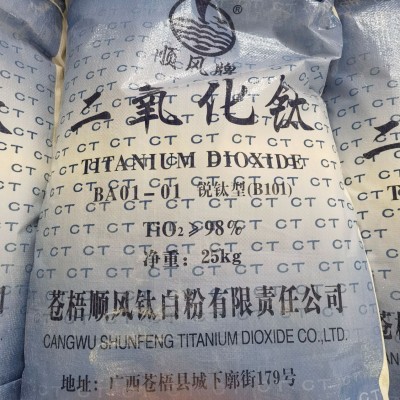 顺风牌
二氧化钛
TITANIUM DIOXIDE
BA01-01 锐钛型(B101)
TiO₂≥98%
净重：25kg
苍梧顺风钛白粉有限责任公司
CANGWU SHUNFENG TITANIUM DIOXIDE CO.,LTD.
地址：广西苍梧县城下廓街179号
CT